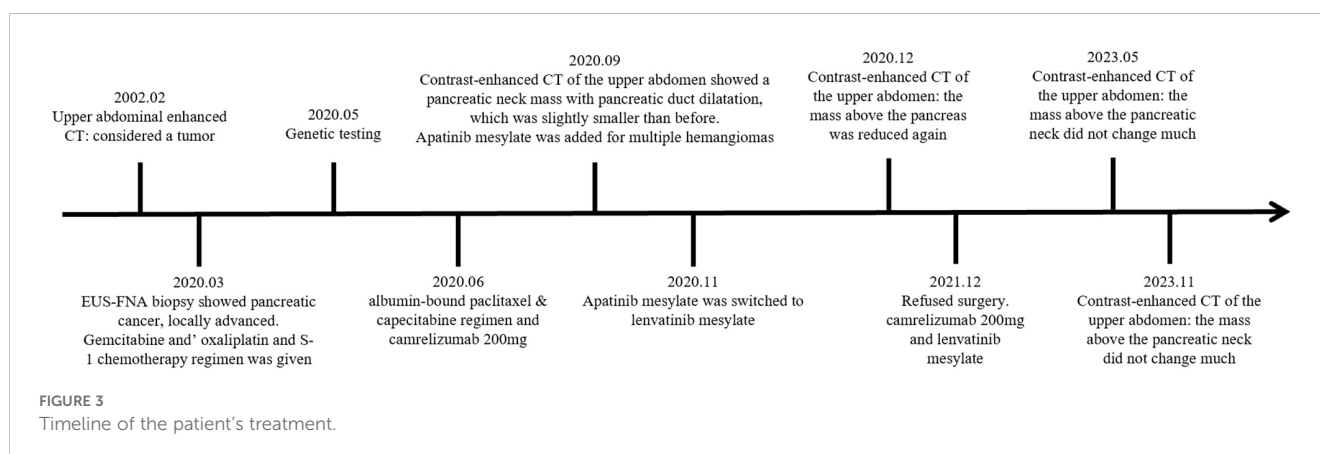 2002.02
Upper abdominal enhanced
CT: considered a tumor
2020.05
Genetic testing
2020.09
Contrast-enhanced CT of the upper abdomen showed a
pancreatic neck mass with pancreatic duct dilatation,
which was slightly smaller than before.
Apatinib mesylate was added for multiple hemangiomas
2020.12
Contrast-enhanced CT of
the upper abdomen: the
mass above the pancreas
was reduced again
2023.05
Contrast-enhanced CT of
the upper abdomen: the
mass above the pancreatic
neck did not change much
2020.03
EUS-FNA biopsy showed pancreatic
cancer, locally advanced.
Gemcitabine and’ oxaliplatin and S-
1 chemotherapy regimen was given
2020.06
albumin-bound paclitaxel &
capecitabine regimen and
camrelizumab 200mg
2020.11
Apatinib mesylate was switched to
lenvatinib mesylate
2021.12
Refused surgery.
camrelizumab 200mg
and lenvatinib
mesylate
2023.11
Contrast-enhanced CT of the
upper abdomen: the mass
above the pancreatic neck
did not change much
FIGURE 3
Timeline of the patient’s treatment.